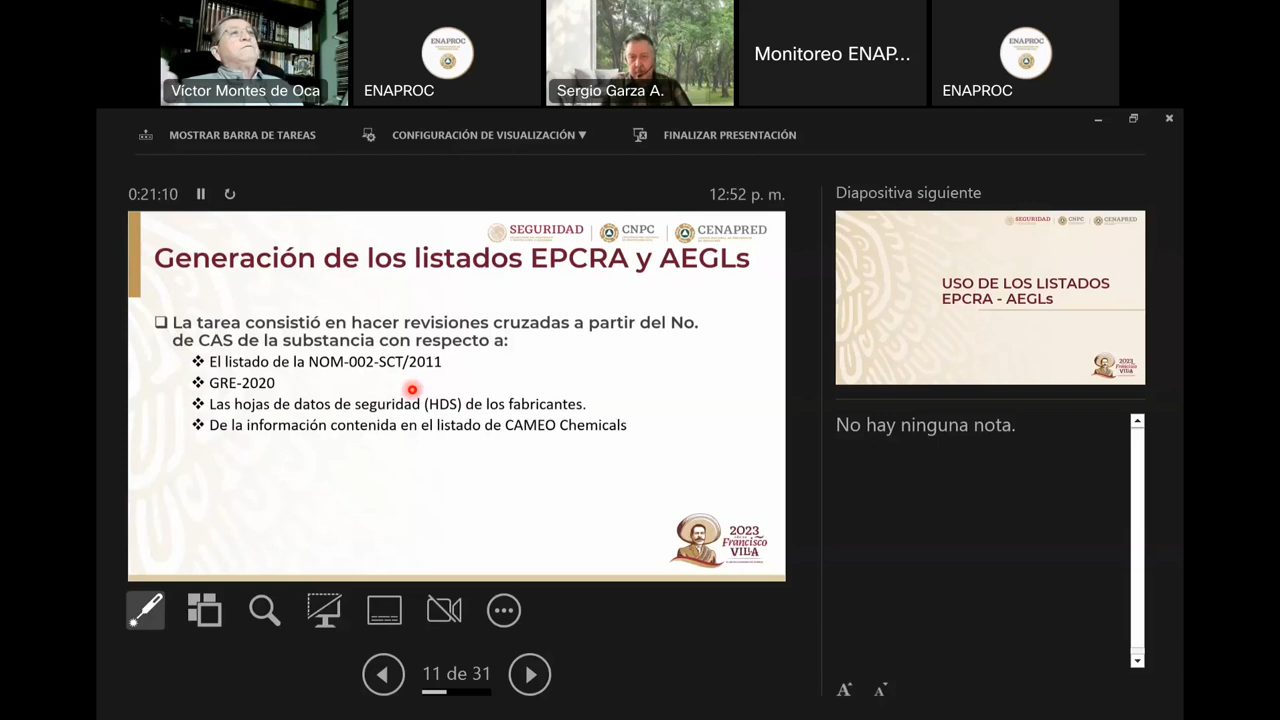 Víctor Montes de Oca
ENAPROC
ENAPROC
Sergio Garza A.
Monitoreo ENAP...
ENAPROC
ENAPROC
MOSTRAR BARRA DE TAREAS
CONFIGURACIÓN DE VISUALIZACIÓN ▼
FINALIZAR PRESENTACIÓN
0:21:10
12:52 p. m.
SEGURIDAD
CNPC
CENAPRED
Generación de los listados EPCRA y AEGLs
❑ La tarea consistió en hacer revisiones cruzadas a partir del No.
de CAS de la substancia con respecto a:
❖ El listado de la NOM-002-SCT/2011
❖ GRE-2020
❖ Las hojas de datos de seguridad (HDS) de los fabricantes.
❖ De la información contenida en el listado de CAMEO Chemicals
2023
Francisco
VILLA
11 de 31
Diapositiva siguiente
SEGURIDAD
CNPC
CENAPRED
USO DE LOS LISTADOS
EPCRA - AEGLs
2023
Francisco
VILLA
No hay ninguna nota.
A
A